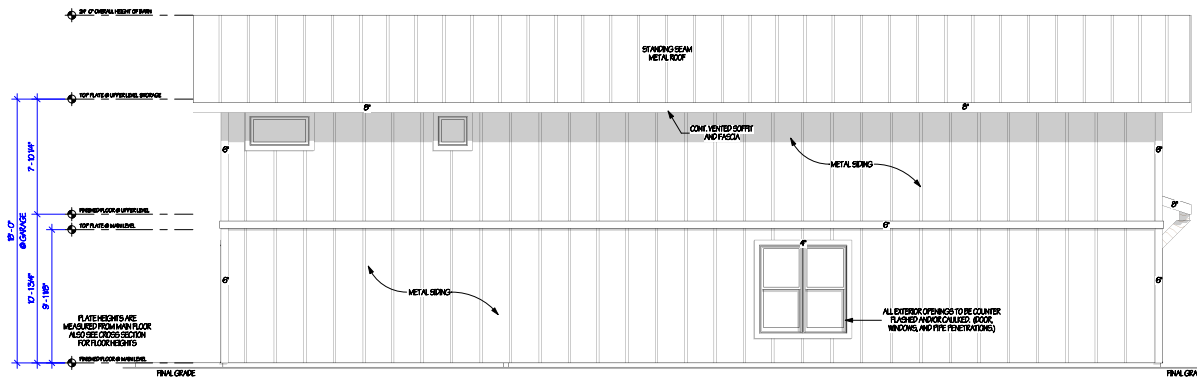 24'-0" OVERALL HEIGHT OF BARN
STANDING SEAM
METAL ROOF
TOP PLATE @ UPPER LEVEL STORAGE
8"
8"
CONT. VENTED SOFFIT
AND FASCIA
6"
METAL SIDING
6"
7'-10 1/4"
FINISHED FLOOR @ UPPER LEVEL
TOP PLATE @ MAIN LEVEL
8"
6"
18'-0"
@ GARAGE
4"
10'-1 3/4"
9'-1 1/8"
6"
METAL SIDING
6"
PLATE HEIGHTS ARE
MEASURED FROM MAIN FLOOR
ALSO SEE CROSS SECTION
FOR FLOOR HEIGHTS
ALL EXTERIOR OPENINGS TO BE COUNTER
FLASHED AND/OR CAULKED. (DOOR,
WINDOWS, AND PIPE PENETRATIONS.)
FINISHED FLOOR @ MAIN LEVEL
FINAL GRADE
FINAL GRA